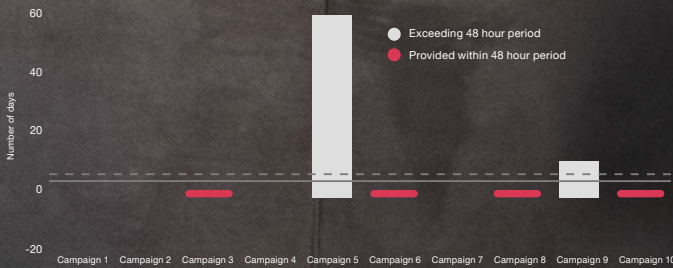 60
Exceeding 48 hour period
Provided within 48 hour period
40
Number of days
20
0
-20
Campaign 1
Campaign 2
Campaign 3
Campaign 4
Campaign 5
Campaign 6
Campaign 7
Campaign 8
Campaign 9
Campaign 10